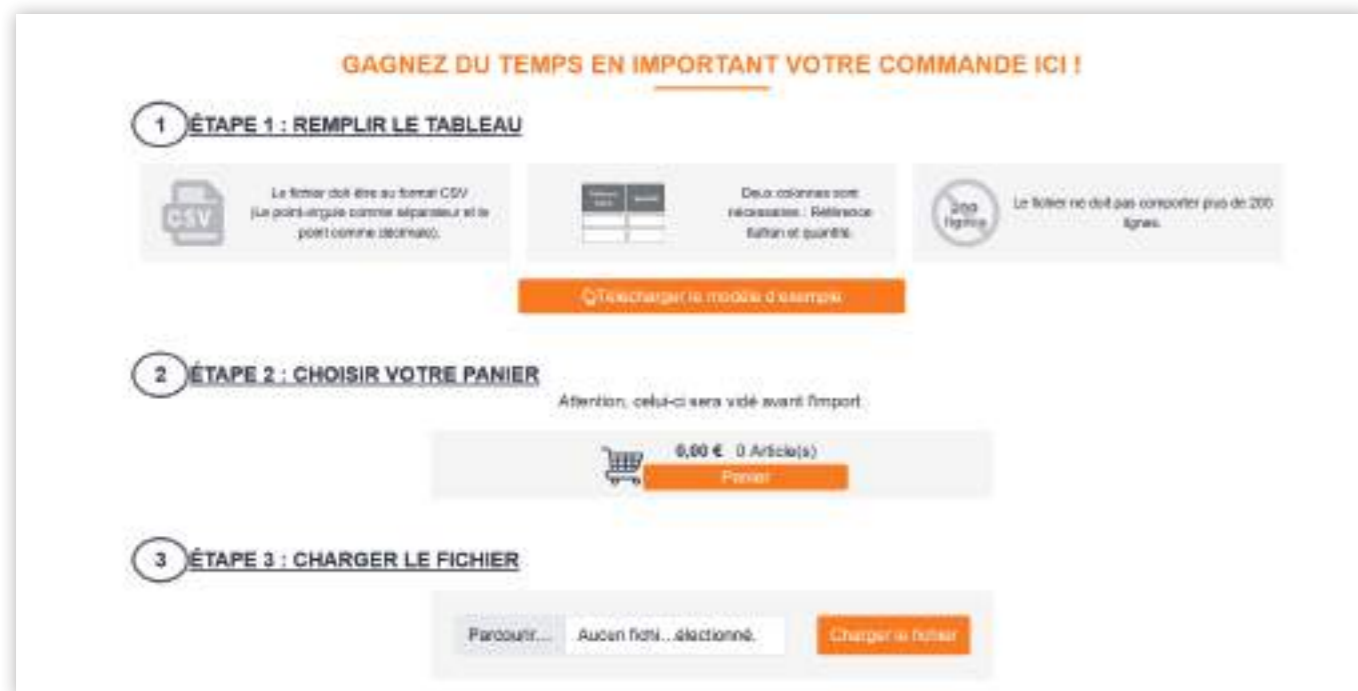 GAGNEZ DU TEMPS EN IMPORTANT VOTRE COMMANDE ICI !
1 ÉTAPE 1 : REMPLIR LE TABLEAU
CSV
Le fichier doit être au format CSV
(Le point-virgule comme séparateur et le
point comme décimale).
Deux colonnes sont
nécessaires : Référence
et quantité.
200
lignes
Le fichier ne doit pas comporter plus de 200
lignes.
Télécharger le modèle d'exemple
2 ÉTAPE 2 : CHOISIR VOTRE PANIER
Attention, celui-ci sera vidé avant l'import
0,00 € 0 Article(s)
Panier
3 ÉTAPE 3 : CHARGER LE FICHIER
Parcourir... Aucun fichi...électionné.
Charger le fichier